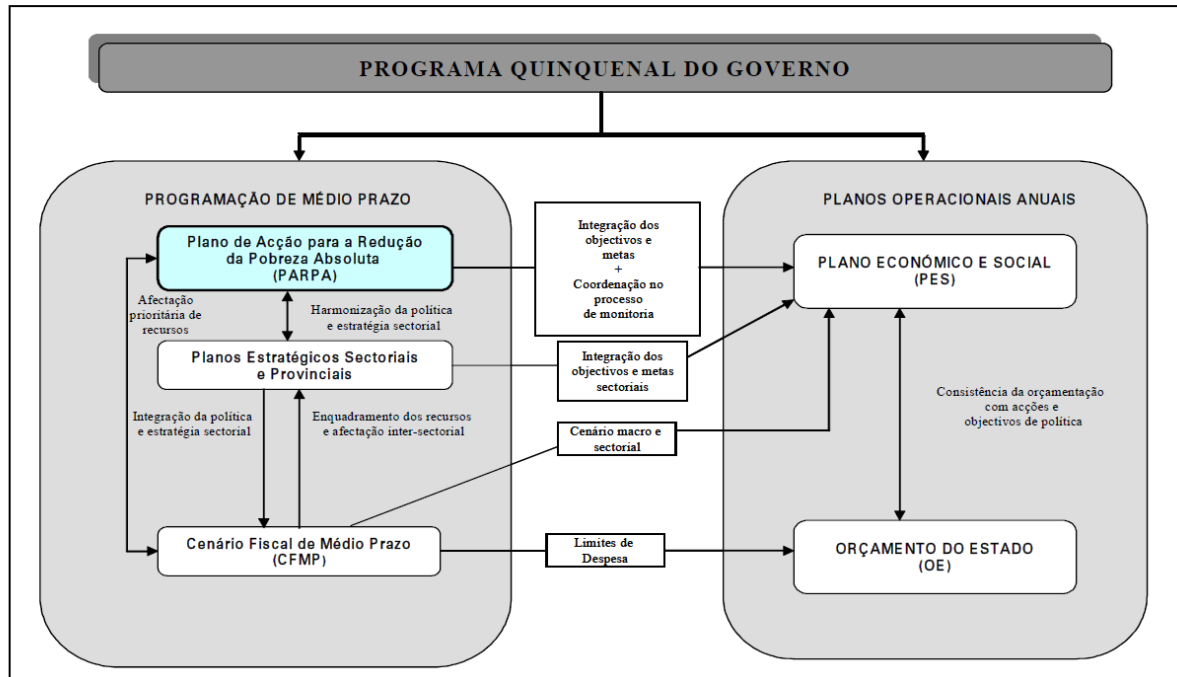 PROGRAMA QUINQUENAL DO GOVERNO
PROGRAMAÇÃO DE MÉDIO PRAZO
Plano de Acção para a Redução
da Pobreza Absoluta
(PARPA)
Afectação
prioritária de
recursos
Harmonização da política
e estratégia sectorial
Planos Estratégicos Sectoriais
e Provinciais
Integração da política
e estratégia sectorial
Enquadramento dos recursos
e afectação inter-sectorial
Cenário Fiscal de Médio Prazo
(CFMP)
Integração dos
objectivos e
metas
+
Coordenação no
processo
de monitoria
Integração dos
objectivos e metas
sectoriais
Cenário macro e
sectorial
Limites de
Despesa
PLANOS OPERACIONAIS ANUAIS
PLANO ECONÓMICO E SOCIAL
(PES)
Consistência da orçamentação
com acções e
objectivos de política
ORÇAMENTO DO ESTADO
(OE)